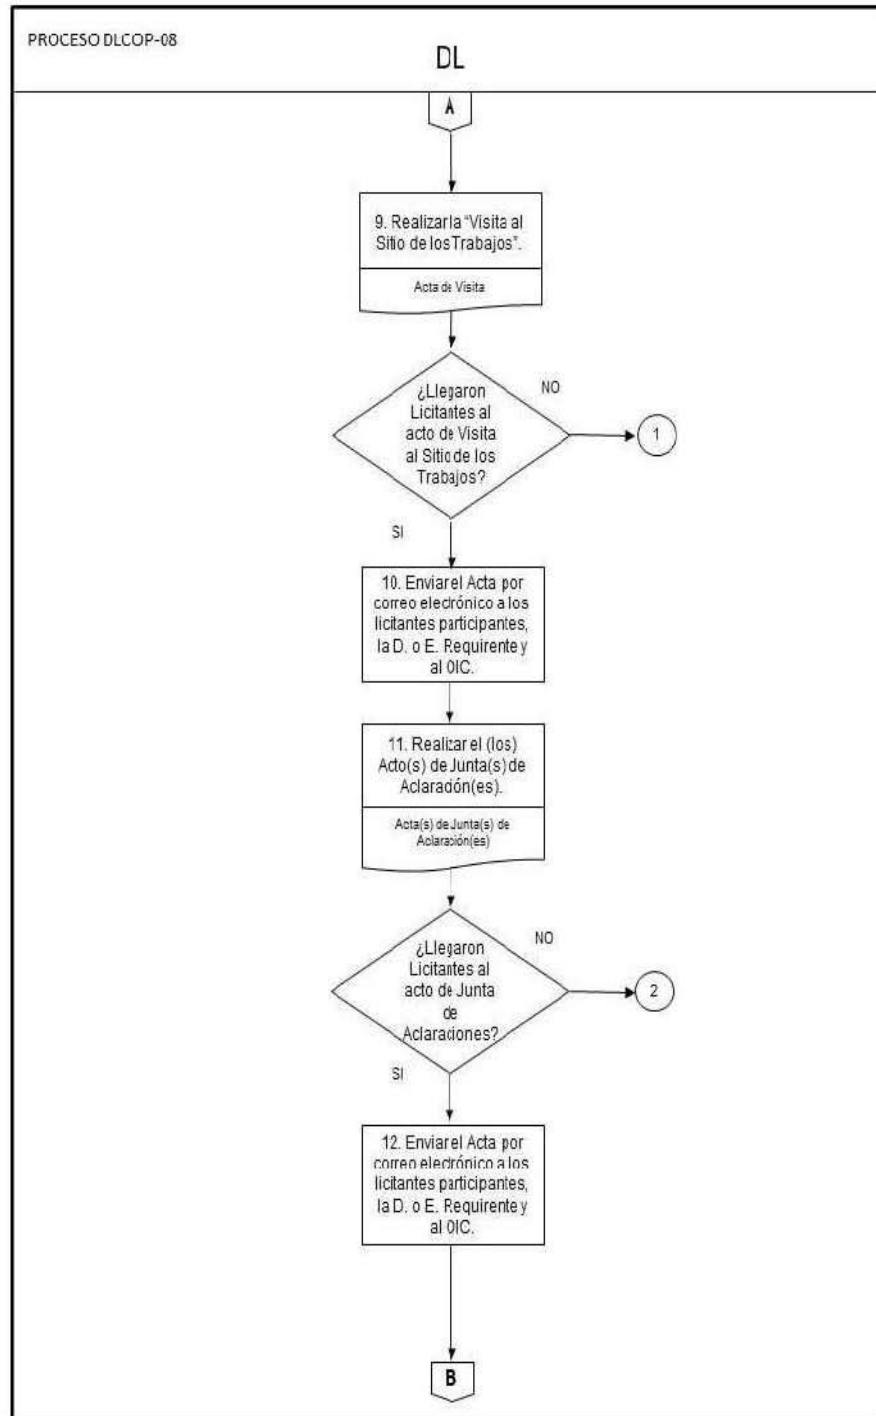 PROCESO DLCOP-08
DL
A
9. Realizar la "Visita al
Sitio de los Trabajos".
Acta de Visita
¿Llegaron
Licitantes al
acto de Visita
al Sitio de los
Trabajos?
NO
1
SI
10. Enviar el Acta por
correo electrónico a los
licitantes participantes,
la D. o E. Requirente y
al OIC.
11. Realizar el (los)
Acto(s) de Junta(s) de
Aclaración(es).
Acta(s) de Junta(s) de
Aclaración(es)
¿Llegaron
Licitantes al
acto de Junta
de
Aclaraciones?
NO
2
SI
12. Enviar el Acta por
correo electrónico a los
licitantes participantes,
la D. o E. Requirente y
al OIC.
B